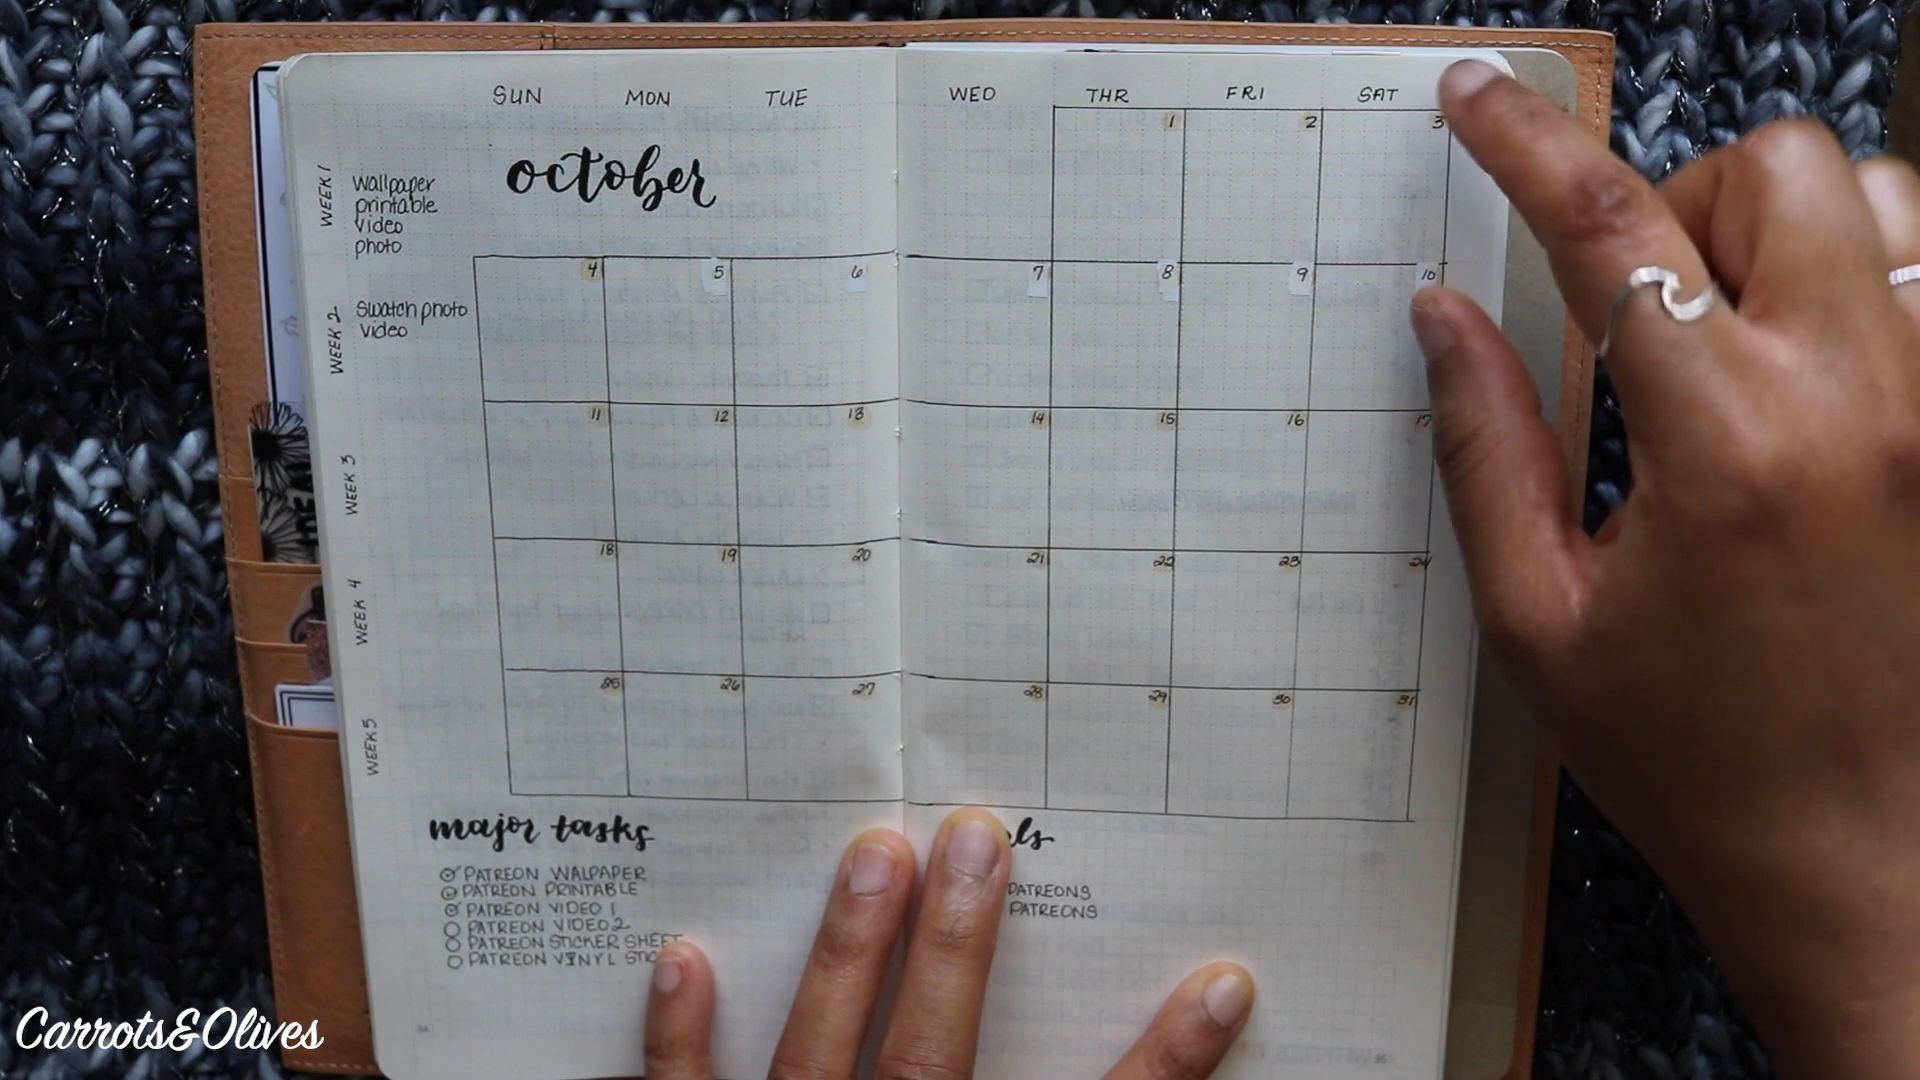 SUN MON TUE WED THR FRI SAT
october
1 2 3
WEEK 1
wallpaper
printable
video
photo
4 5 6 7 8 9 10
WEEK 2
Swatch photo
video
11 12 13 14 15 16 17
WEEK 3
18 19 20 21 22 23 24
WEEK 4
25 26 27 28 29 30 31
WEEK 5
major tasks
PATREON WALPAPER
PATREON PRINTABLE
PATREON VIDEO 1
PATREON VIDEO 2
PATREON STICKER SHEET
PATREON VINYL
PATREONS
PATREONS
34
35
Carrots&Olives